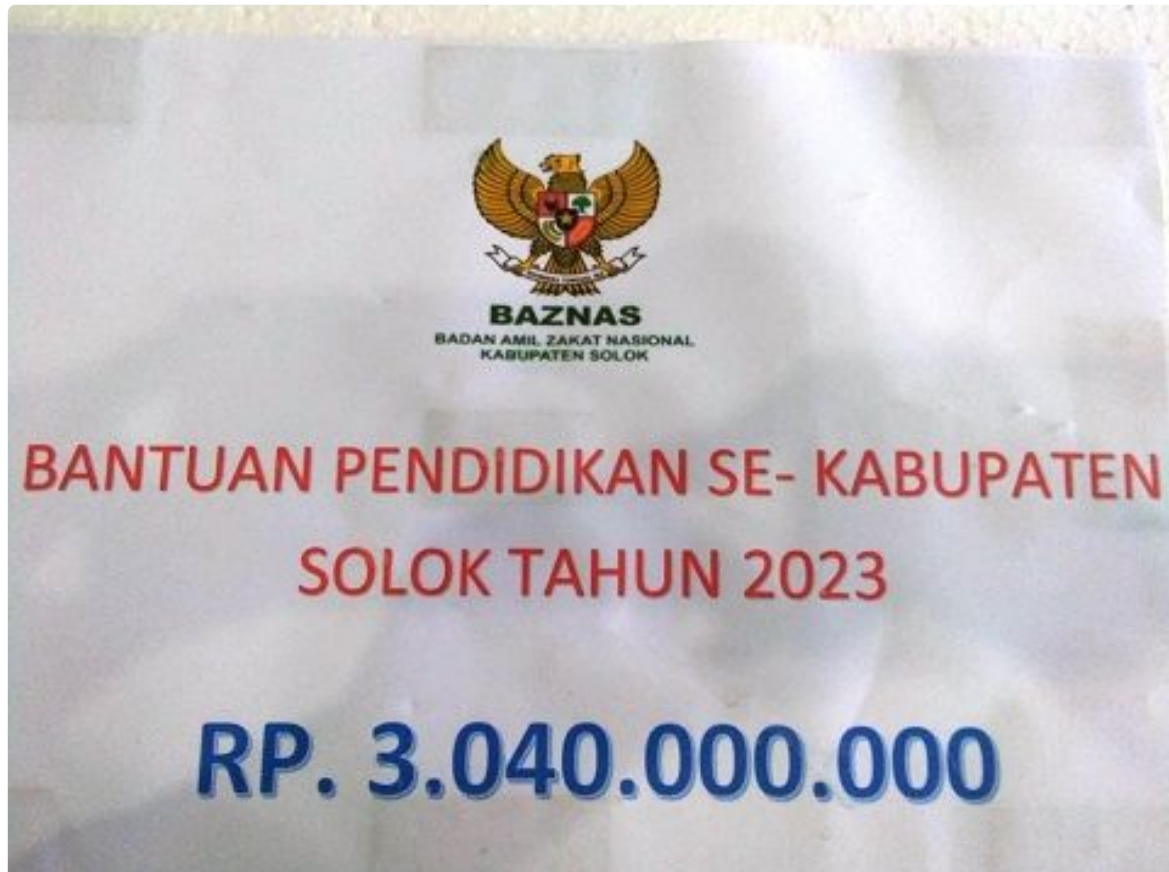 BAZNAS
BADAN AMIL ZAKAT NASIONAL
KABUPATEN SOLOK
BANTUAN PENDIDIKAN SE- KABUPATEN
SOLOK TAHUN 2023
RP. 3.040.000.000